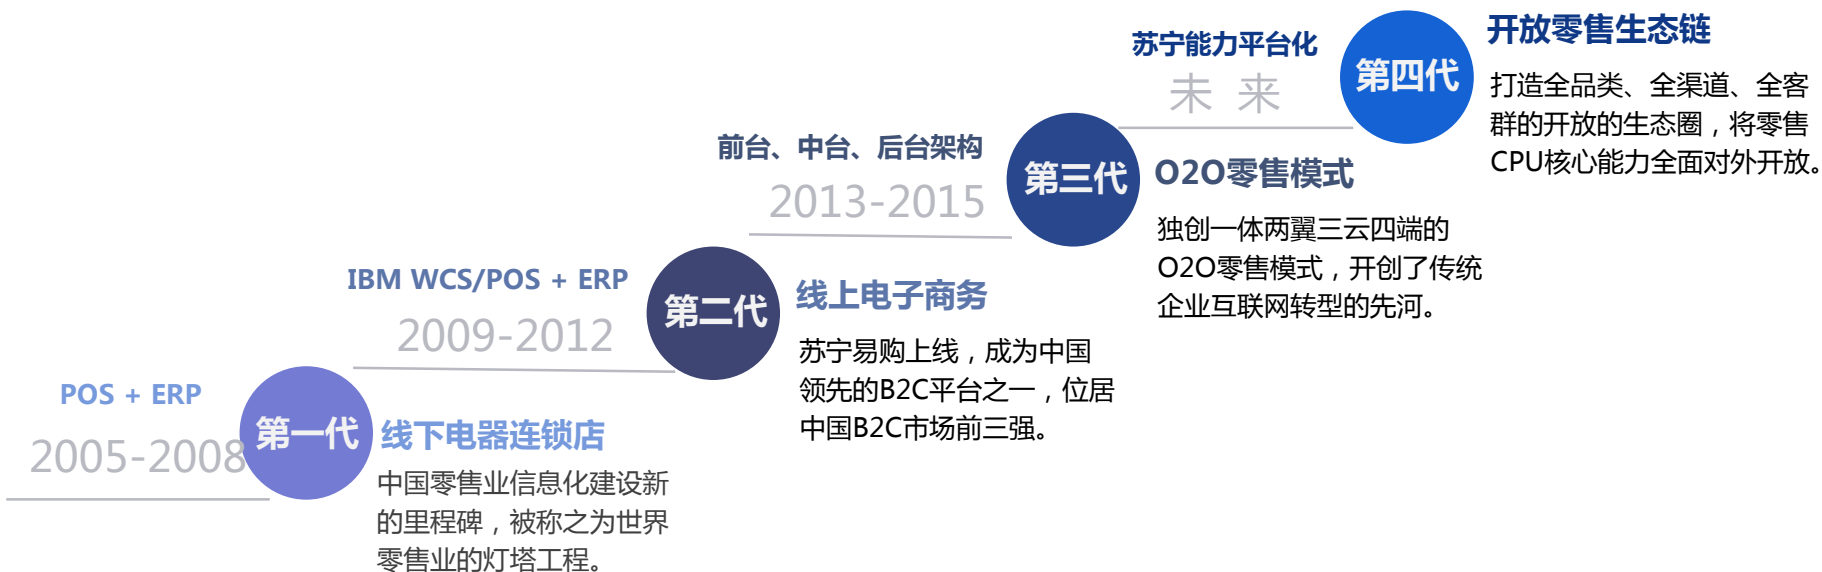 POS + ERP
2005-2008
第一代
线下电器连锁店
中国零售业信息化建设新
的里程碑，被称之为世界
零售业的灯塔工程。
IBM WCS/POS + ERP
2009-2012
第二代
线上电子商务
苏宁易购上线，成为中国
领先的B2C平台之一，位居
中国B2C市场前三强。
前台、中台、后台架构
2013-2015
第三代
O2O零售模式
独创一体两翼三云四端的
O2O零售模式，开创了传统
企业互联网转型的先河。
苏宁能力平台化
未 来
第四代
开放零售生态链
打造全品类、全渠道、全客
群的开放的生态圈，将零售
CPU核心能力全面对外开放。